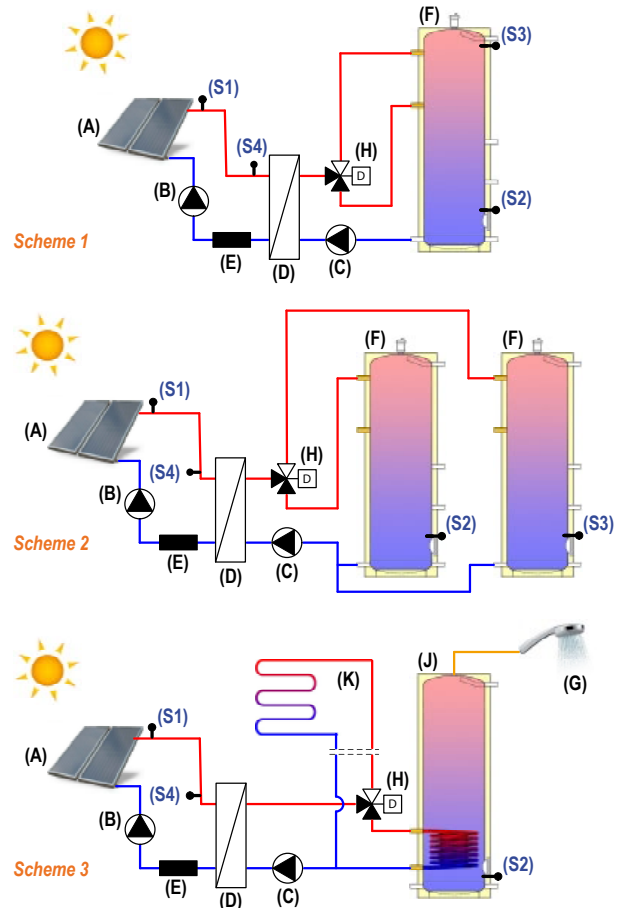 (F)
(S3)
(S1)
(A)
(S4)
(H)
D
(B)
(S2)
Scheme 1
(E)
(D)
(C)
(F)
(F)
(S1)
(A)
(H)
(S4)
D
(B)
(S2)
(S3)
Scheme 2
(E)
(D)
(C)
(J)
(K)
(G)
(S1)
(A)
(H)
(S4)
D
(B)
Scheme 3
(S2)
(E)
(D)
(C)